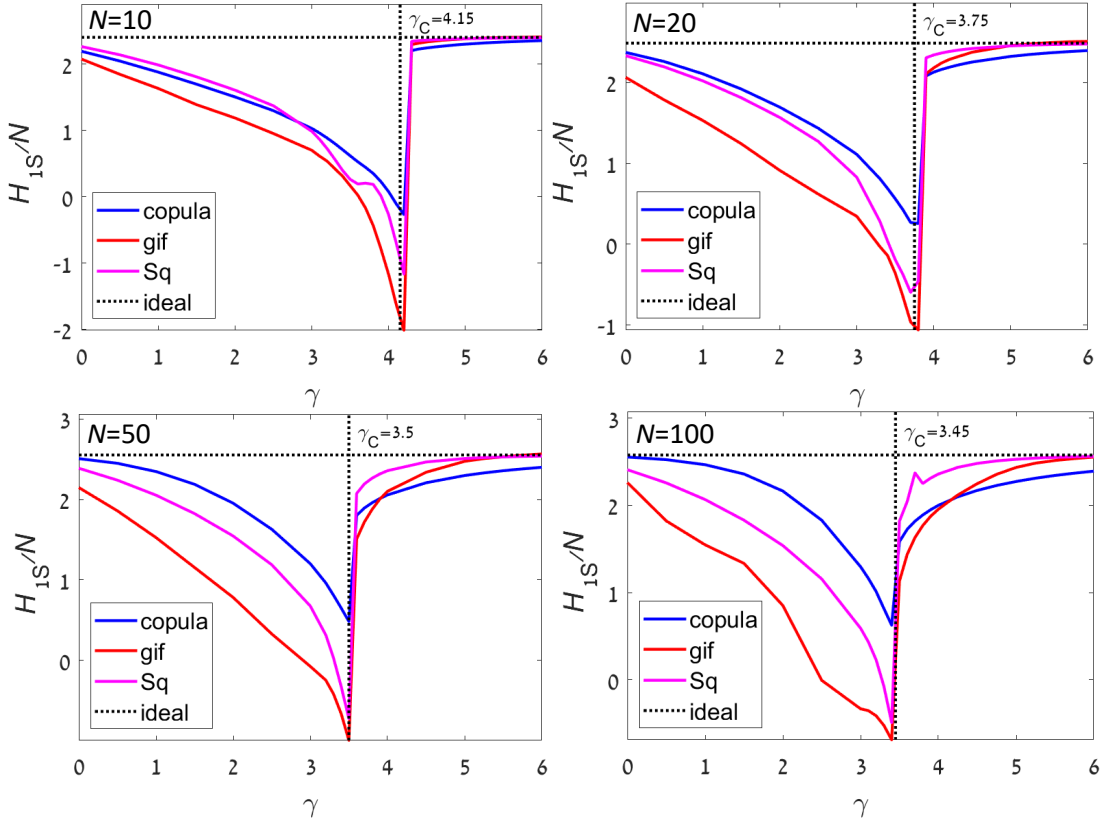 N=10
γC=4.15
2
1
0
-1
-2
H1S/N
copula
gif
Sq
ideal
0 1 2 3 4 5 6
γ
N=20
γC=3.75
2
1
0
-1
H1S/N
copula
gif
Sq
ideal
0 1 2 3 4 5 6
γ
N=50
γC=3.5
3
2
1
0
H1S/N
copula
gif
Sq
ideal
0 1 2 3 4 5 6
γ
N=100
γC=3.45
3
2
1
0
H1S/N
copula
gif
Sq
ideal
0 1 2 3 4 5 6
γ